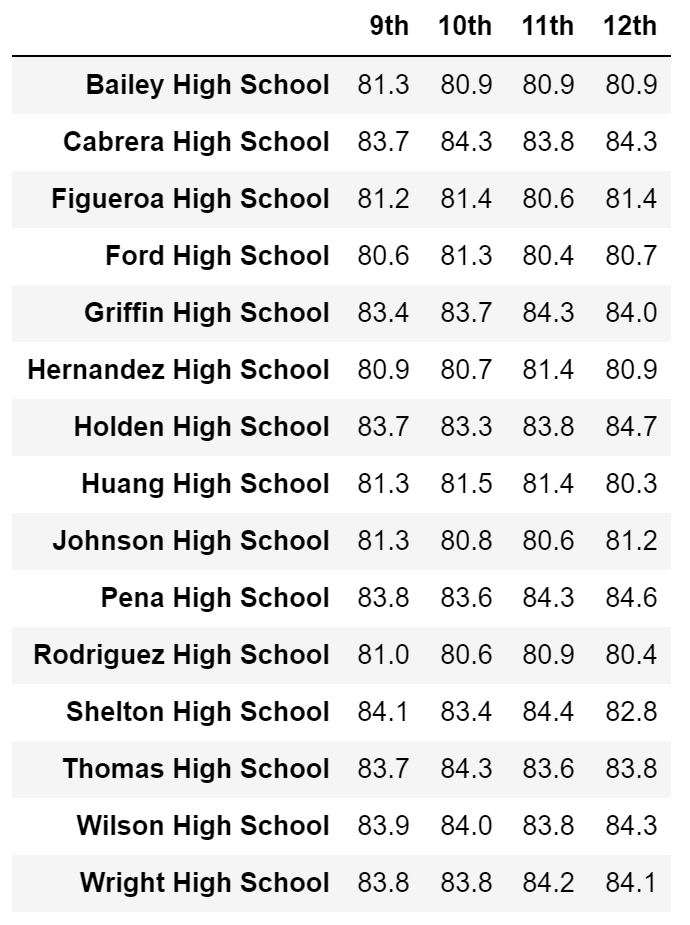 9th 10th 11th 12th
Bailey High School 81.3 80.9 80.9 80.9
Cabrera High School 83.7 84.3 83.8 84.3
Figueroa High School 81.2 81.4 80.6 81.4
Ford High School 80.6 81.3 80.4 80.7
Griffin High School 83.4 83.7 84.3 84.0
Hernandez High School 80.9 80.7 81.4 80.9
Holden High School 83.7 83.3 83.8 84.7
Huang High School 81.3 81.5 81.4 80.3
Johnson High School 81.3 80.8 80.6 81.2
Pena High School 83.8 83.6 84.3 84.6
Rodriguez High School 81.0 80.6 80.9 80.4
Shelton High School 84.1 83.4 84.4 82.8
Thomas High School 83.7 84.3 83.6 83.8
Wilson High School 83.9 84.0 83.8 84.3
Wright High School 83.8 83.8 84.2 84.1